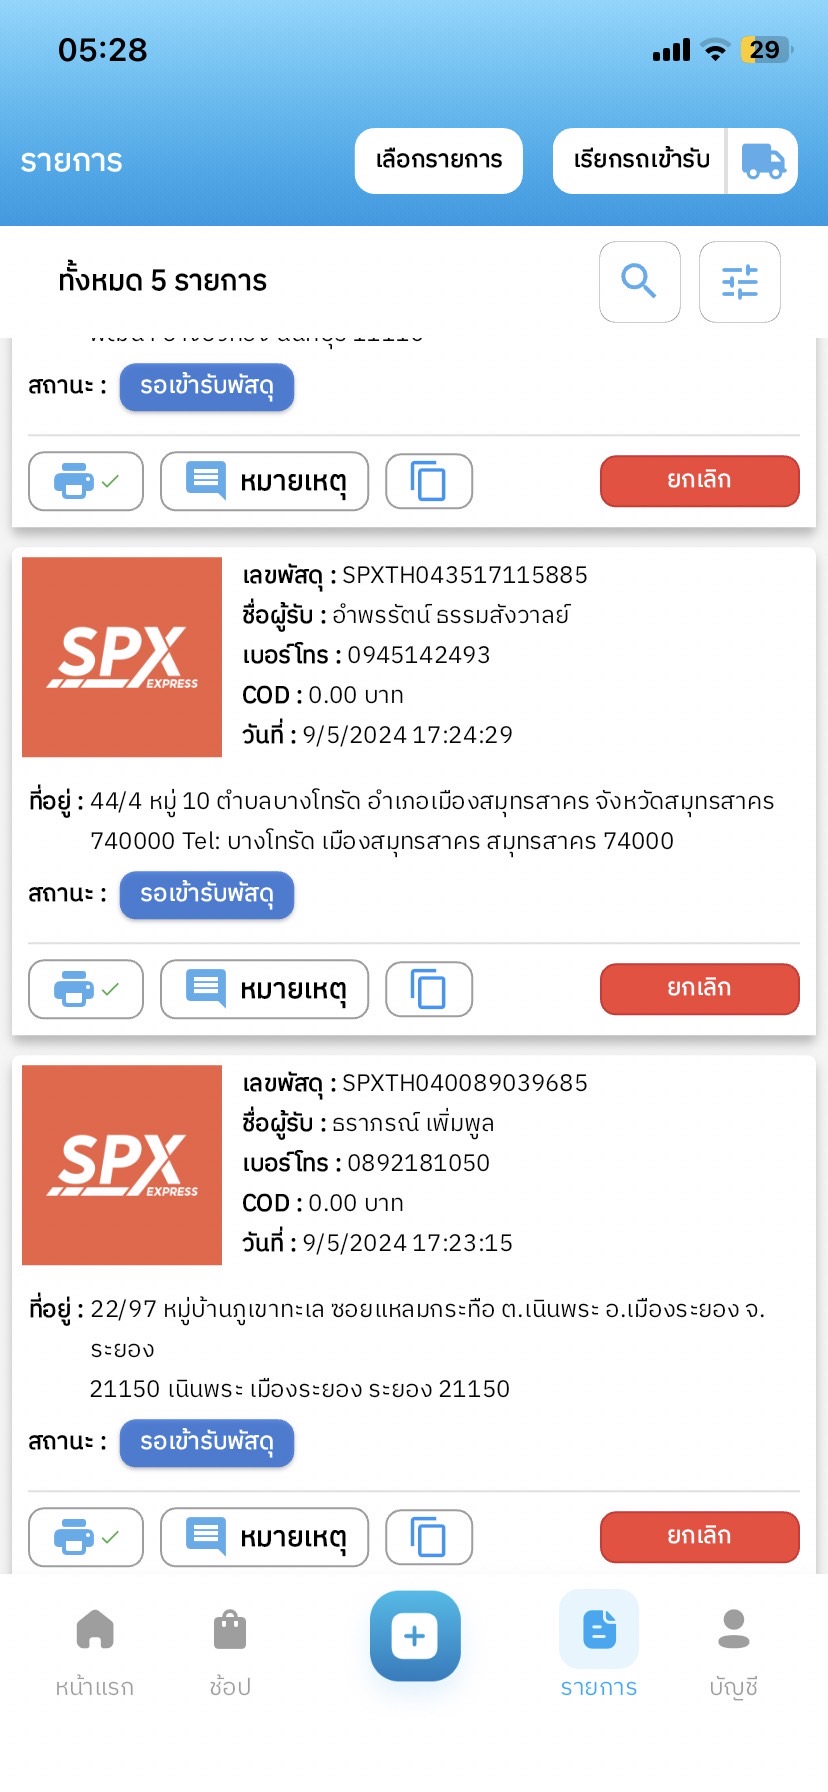 05:28
29
รายการ
เลือกรายการ
เรียกรถเข้ารับ
ทั้งหมด 5 รายการ
สถานะ : รอเข้ารับพัสดุ
หมายเหตุ
ยกเลิก
SPX
EXPRESS
เลขพัสดุ : SPXTH043517115885
ชื่อผู้รับ : อำพรรัตน์ ธรรมสังวาลย์
เบอร์โทร : 0945142493
COD : 0.00 บาท
วันที่ : 9/5/2024 17:24:29
ที่อยู่ : 44/4 หมู่ 10 ตำบลบางโทรัด อำเภอเมืองสมุทรสาคร จังหวัดสมุทรสาคร
740000 Tel: บางโทรัด เมืองสมุทรสาคร สมุทรสาคร 74000
สถานะ : รอเข้ารับพัสดุ
หมายเหตุ
ยกเลิก
SPX
EXPRESS
เลขพัสดุ : SPXTH040089039685
ชื่อผู้รับ : ธราภรณ์ เพิ่มพูล
เบอร์โทร : 0892181050
COD : 0.00 บาท
วันที่ : 9/5/2024 17:23:15
ที่อยู่ : 22/97 หมู่บ้านภูเขาทะเล ซอยแหลมกระทือ ต.เนินพระ อ.เมืองระยอง จ.
ระยอง
21150 เนินพระ เมืองระยอง ระยอง 21150
สถานะ : รอเข้ารับพัสดุ
หมายเหตุ
ยกเลิก
หน้าแรก
ช้อป
รายการ
บัญชี